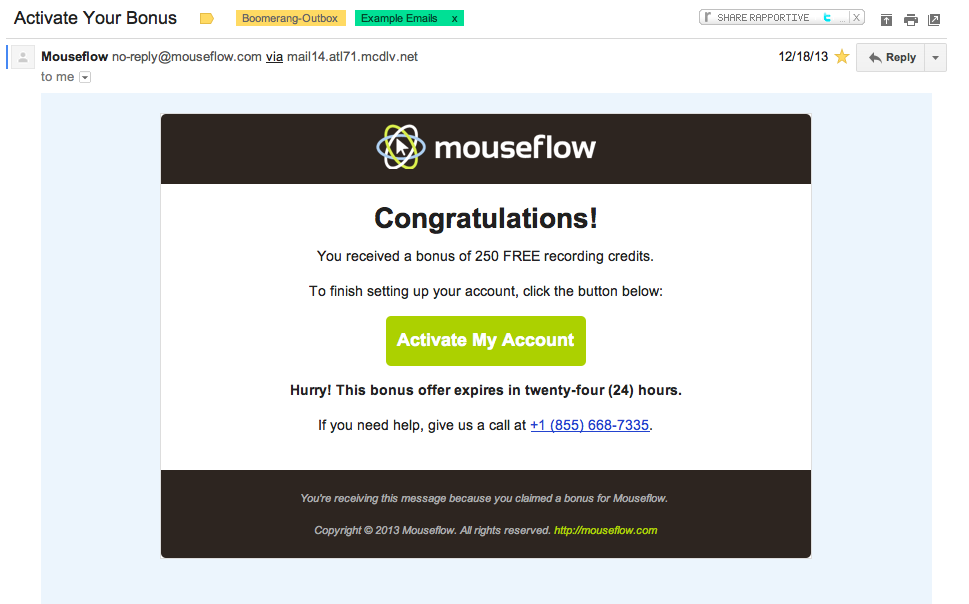 Activate Your Bonus
Boomerang-Outbox
Example Emails x
SHARE RAPPORTIVE ... X
Mouseflow no-reply@mouseflow.com via mail14.atl71.mcdlv.net
12/18/13
Reply
to me
mouseflow
Congratulations!
You received a bonus of 250 FREE recording credits.
To finish setting up your account, click the button below:
Activate My Account
Hurry! This bonus offer expires in twenty-four (24) hours.
If you need help, give us a call at +1 (855) 668-7335.
You're receiving this message because you claimed a bonus for Mouseflow.
Copyright © 2013 Mouseflow. All rights reserved. http://mouseflow.com